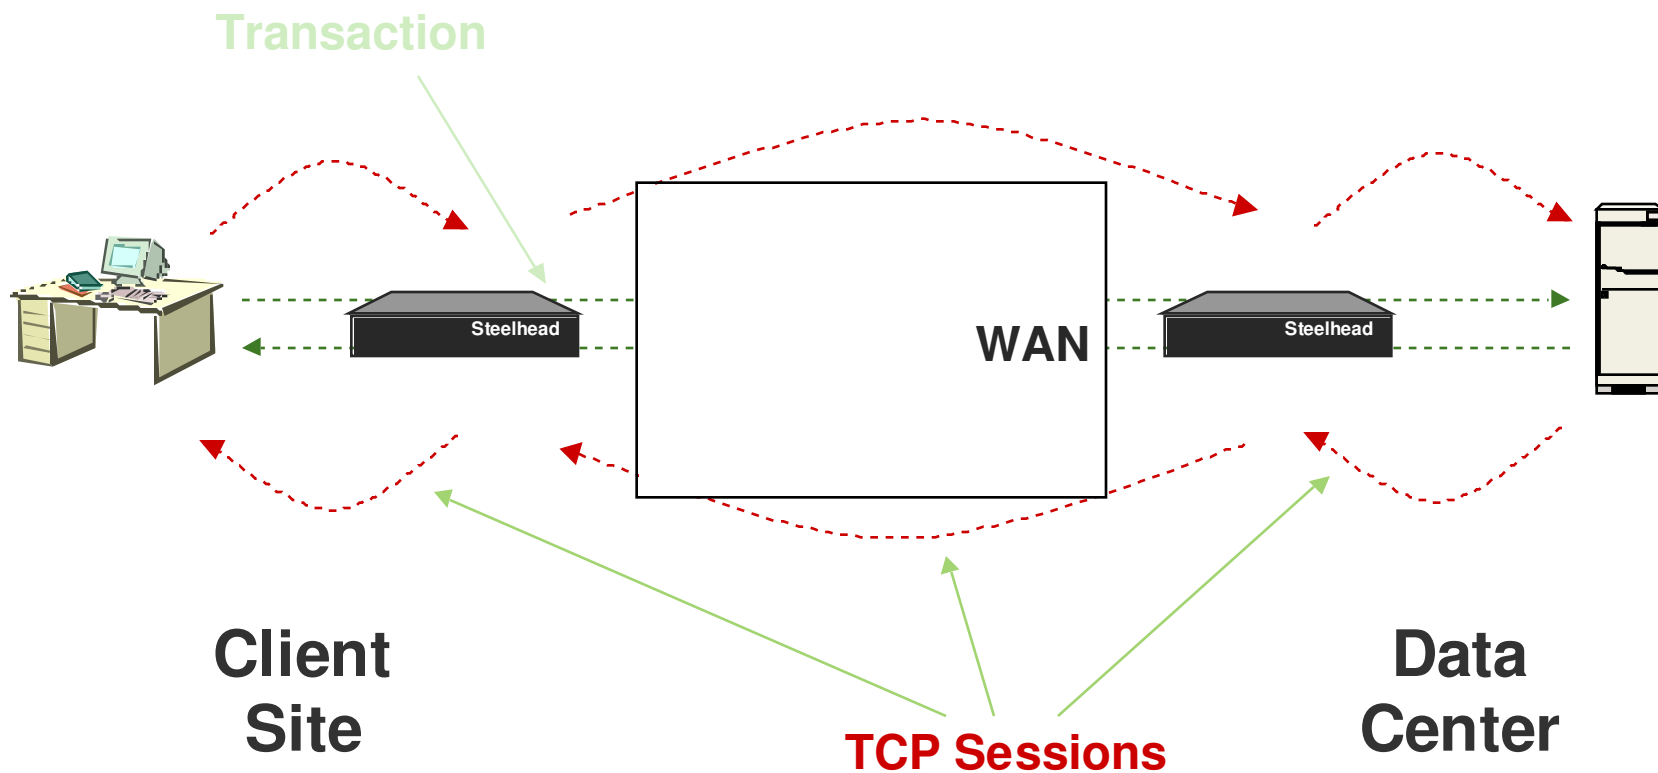 Transaction
Steelhead
WAN
Steelhead
Client
Site
Data
Center
TCP Sessions